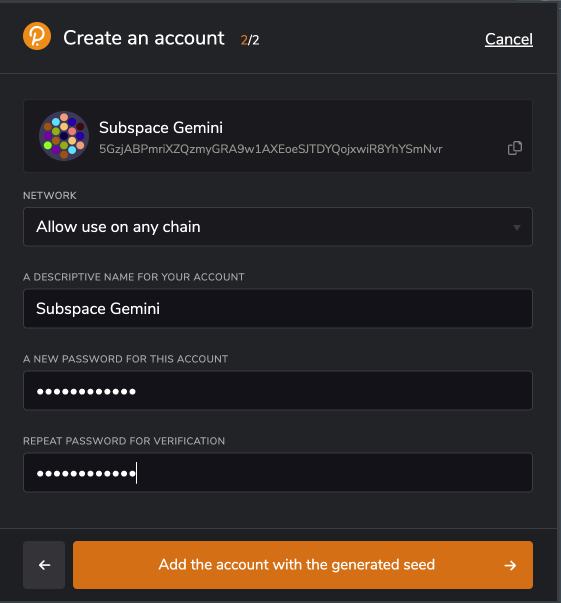 Create an account 2/2 Cancel
Subspace Gemini
5GzjABPmriXZQzmyGRA9w1AXEoeSJTDYQojxwiR8YhYSmNvr
NETWORK
Allow use on any chain
A DESCRIPTIVE NAME FOR YOUR ACCOUNT
Subspace Gemini
A NEW PASSWORD FOR THIS ACCOUNT
••••••••••••
REPEAT PASSWORD FOR VERIFICATION
••••••••••••
Add the account with the generated seed